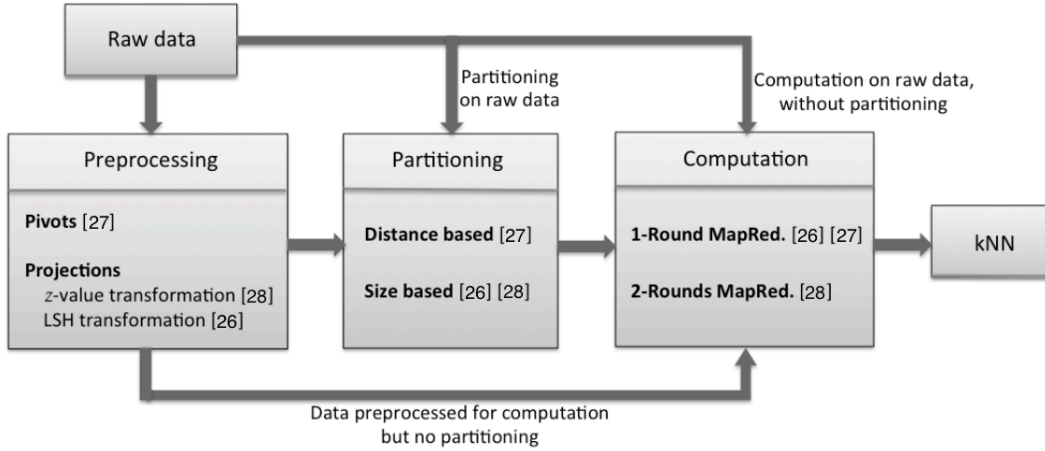 Raw data
Partitioning
on raw data
Computation on raw data,
without partitioning
Preprocessing
Pivots [27]
Projections
z-value transformation [28]
LSH transformation [26]
Partitioning
Distance based [27]
Size based [26] [28]
Computation
1-Round MapRed. [26] [27]
2-Rounds MapRed. [28]
kNN
Data preprocessed for computation
but no partitioning